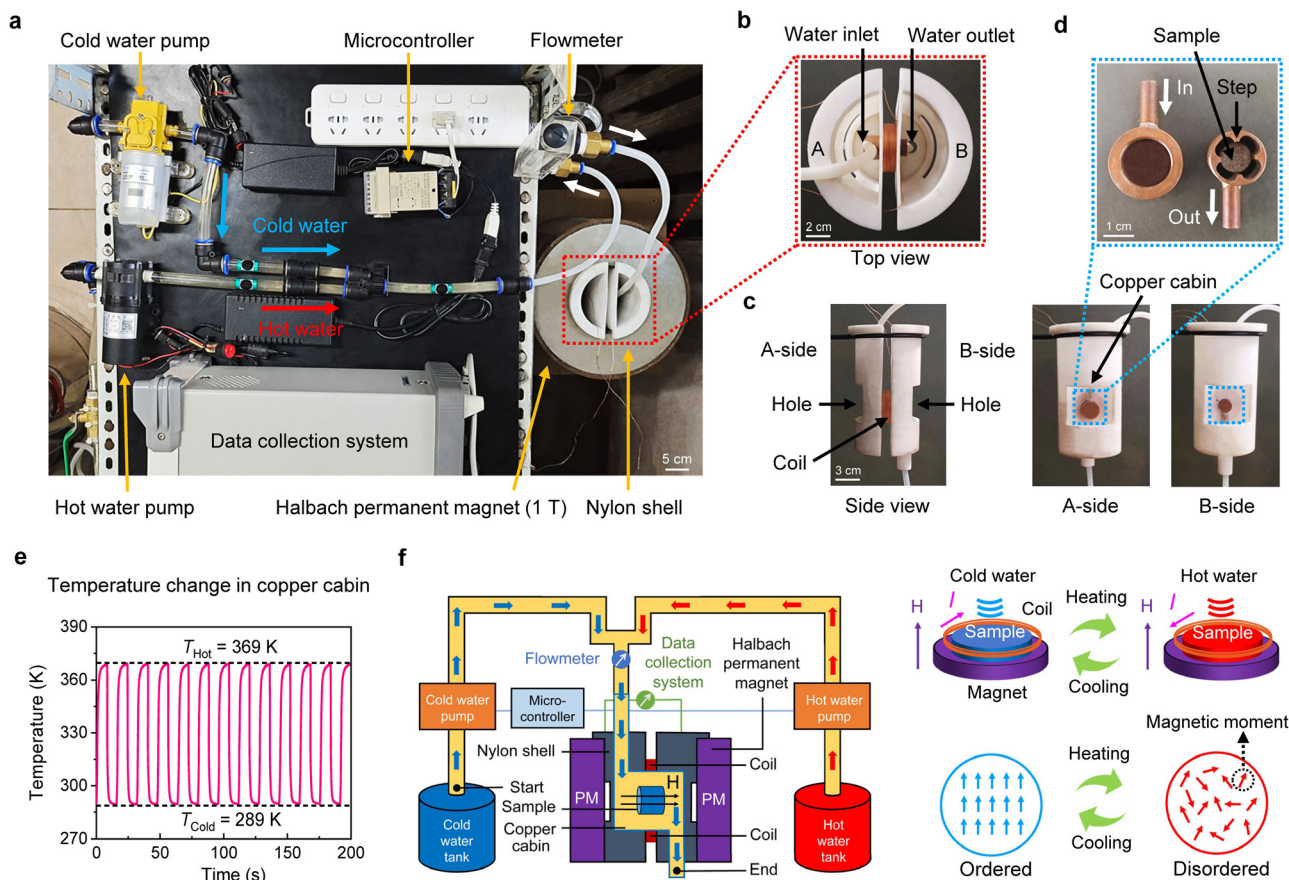 a
Cold water pump
Microcontroller
Flowmeter
Cold water
Hot water
Data collection system
5 cm
Hot water pump
Halbach permanent magnet (1 T)
Nylon shell
b
Water inlet
Water outlet
A
B
2 cm
Top view
c
A-side
B-side
Hole
Hole
Coil
3 cm
Side view
d
Sample
Step
In
Out
1 cm
Copper cabin
A-side
B-side
e
Temperature change in copper cabin
Temperature (K)
390
360
330
300
270
THot = 369 K
TCold = 289 K
0
50
100
150
200
Time (s)
f
Flowmeter
Data
collection
system
Halbach
permanent
magnet
Cold water
pump
Micro-
controller
Hot water
pump
Nylon shell
Coil
PM
H
PM
Start
Sample
Copper
cabin
Coil
End
Cold
water
tank
Hot
water
tank
Cold water
Hot water
H
I
Coil
Sample
Heating
Cooling
H
I
Sample
Magnet
Magnetic moment
Heating
Cooling
Ordered
Disordered